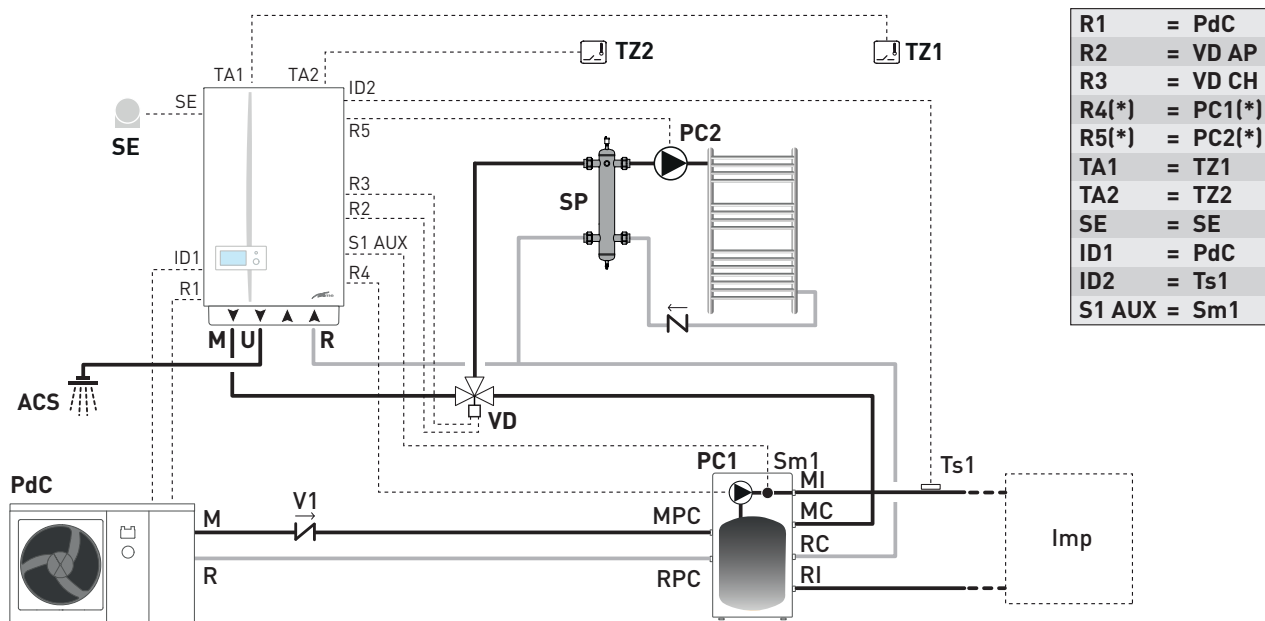 TA1
TA2
TZ2
TZ1
ID2
SE
SE
R5
PC2
R3
R2
SP
S1 AUX
R4
ID1
R1
M U R
ACS
VD
PC1
Sm1
Ts1
PdC
MI
M
V1
MPC
MC
RC
Imp
R
RPC
RI
R1 = PdC
R2 = VD AP
R3 = VD CH
R4(*) = PC1(*)
R5(*) = PC2(*)
TA1 = TZ1
TA2 = TZ2
SE = SE
ID1 = PdC
ID2 = Ts1
S1 AUX = Sm1